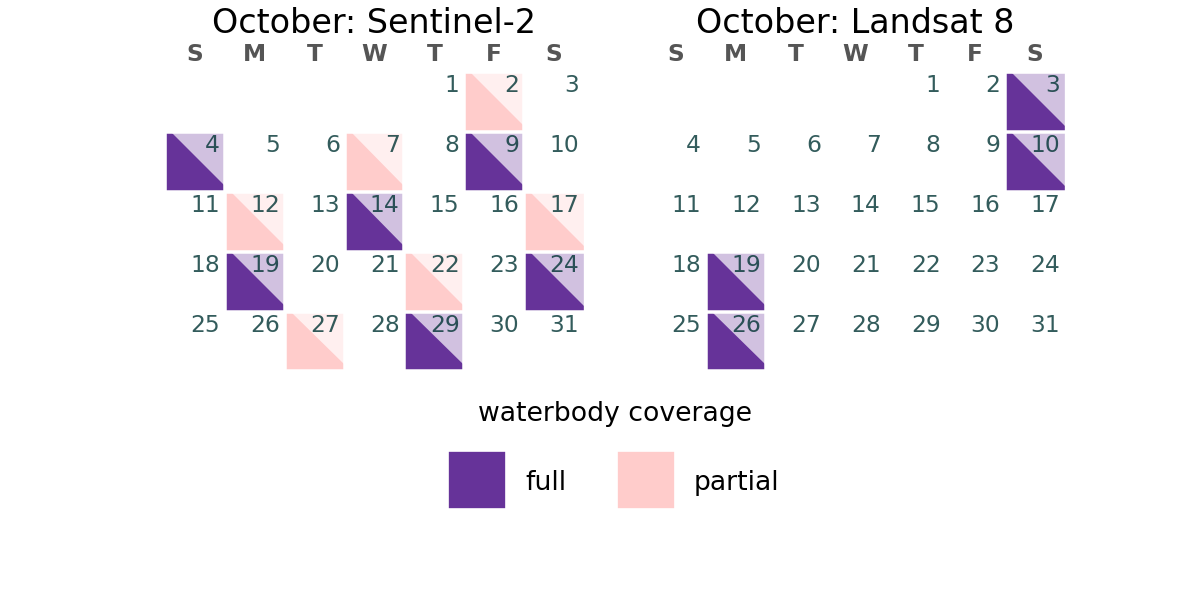 October: Sentinel-2
S M T W T F S
1 2 3
4 5 6 7 8 9 10
11 12 13 14 15 16 17
18 19 20 21 22 23 24
25 26 27 28 29 30 31
October: Landsat 8
S M T W T F S
1 2 3
4 5 6 7 8 9 10
11 12 13 14 15 16 17
18 19 20 21 22 23 24
25 26 27 28 29 30 31
waterbody coverage
full partial